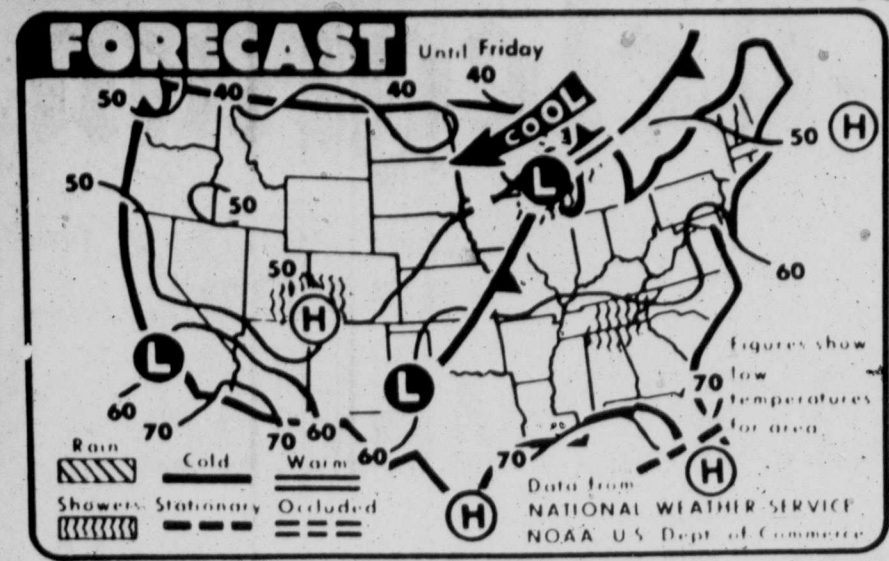 FORECAST
Until Friday
50 40 40 40
COOL
H
50
50
50
L
50
H
60
L
L
Figures show
low
temperatures
for area
70
60
70
70 60
60
70
H
H
Rain
Cold
Warm
Showers
Stationary
Occluded
Data from
NATIONAL WEATHER SERVICE
NOAA U S Dept of Commerce